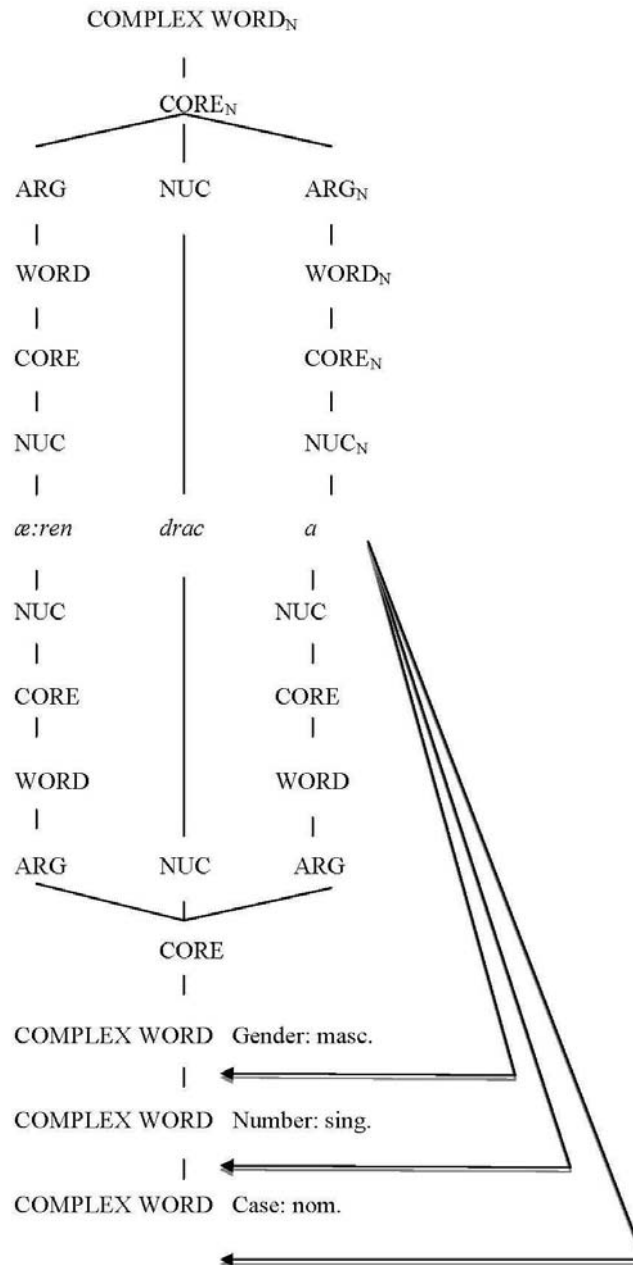 COMPLEX WORDN
COREN
ARG NUC ARGN
WORD WORDN
CORE COREN
NUC NUCN
æ:ren drac a
NUC NUC
CORE CORE
WORD WORD
ARG NUC ARG
CORE
COMPLEX WORD Gender: masc.
COMPLEX WORD Number: sing.
COMPLEX WORD Case: nom.